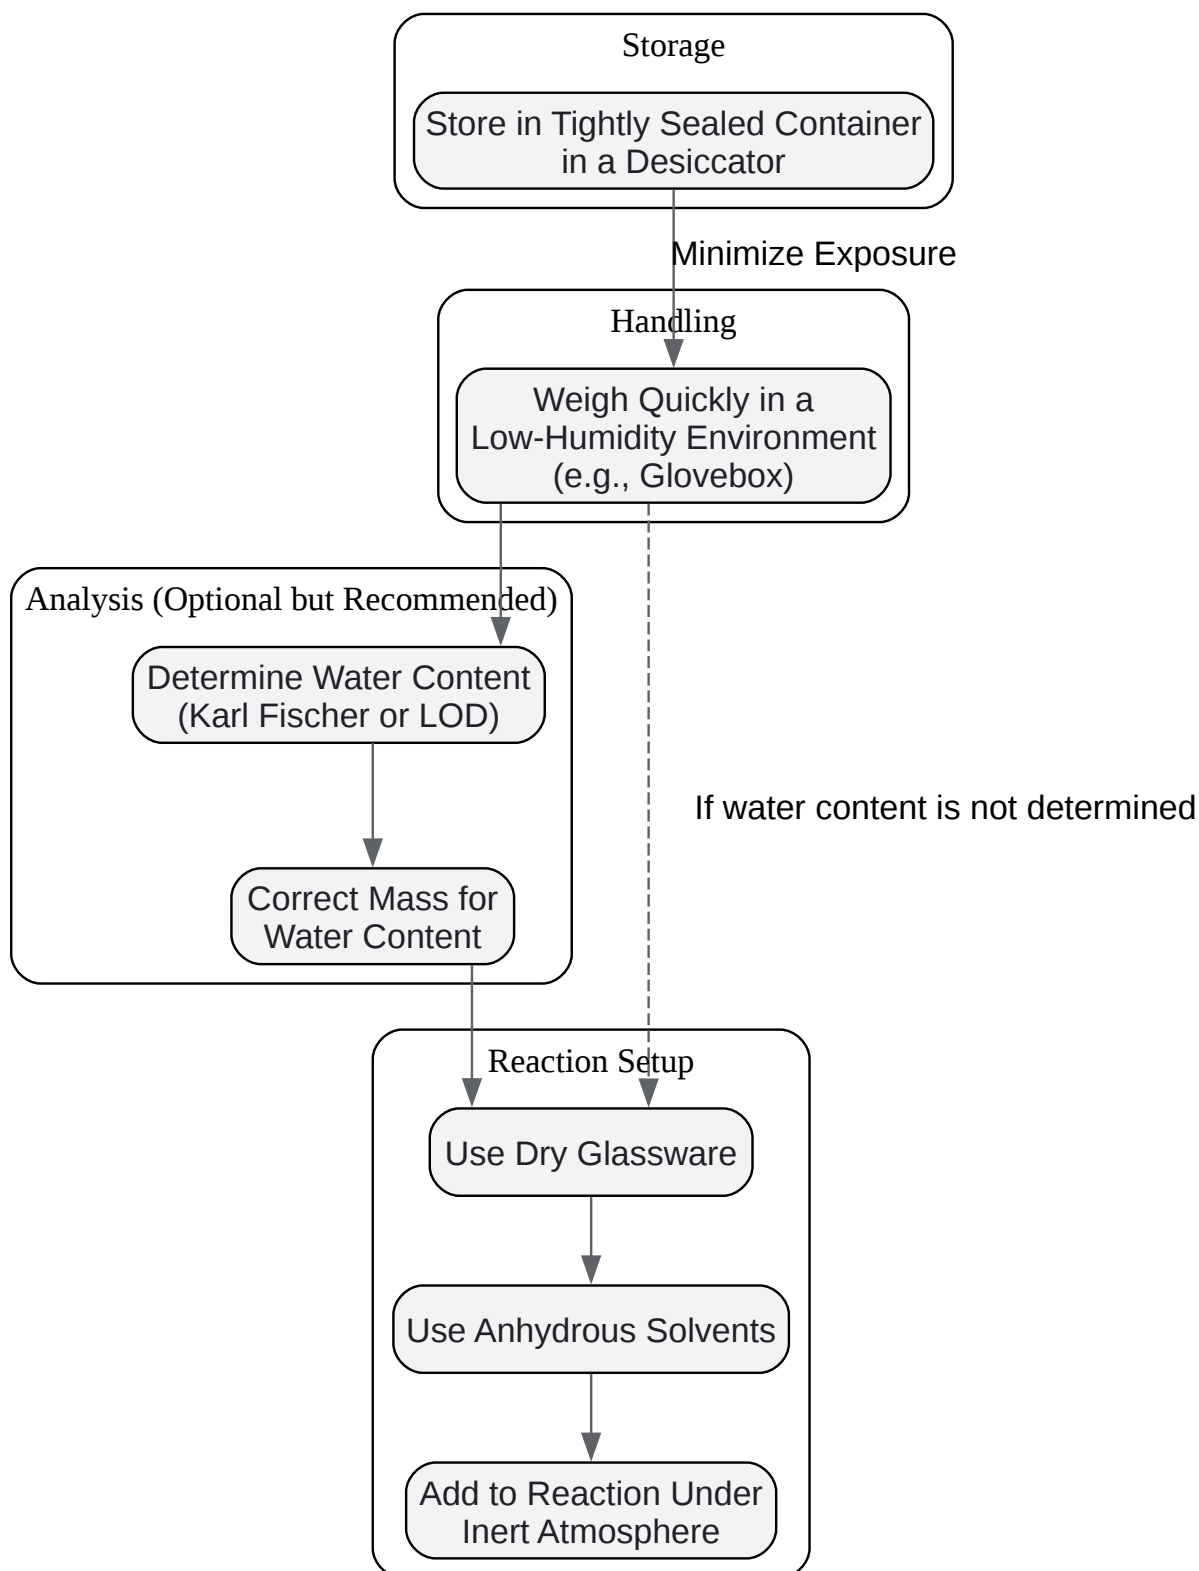 Storage
Store in Tightly Sealed Container
in a Desiccator
Minimize Exposure
Handling
Weigh Quickly in a
Low-Humidity Environment
(e.g., Glovebox)
Analysis (Optional but Recommended)
Determine Water Content
(Karl Fischer or LOD)
If water content is not determined
Correct Mass for
Water Content
Reaction Setup
Use Dry Glassware
Use Anhydrous Solvents
Add to Reaction Under
Inert Atmosphere